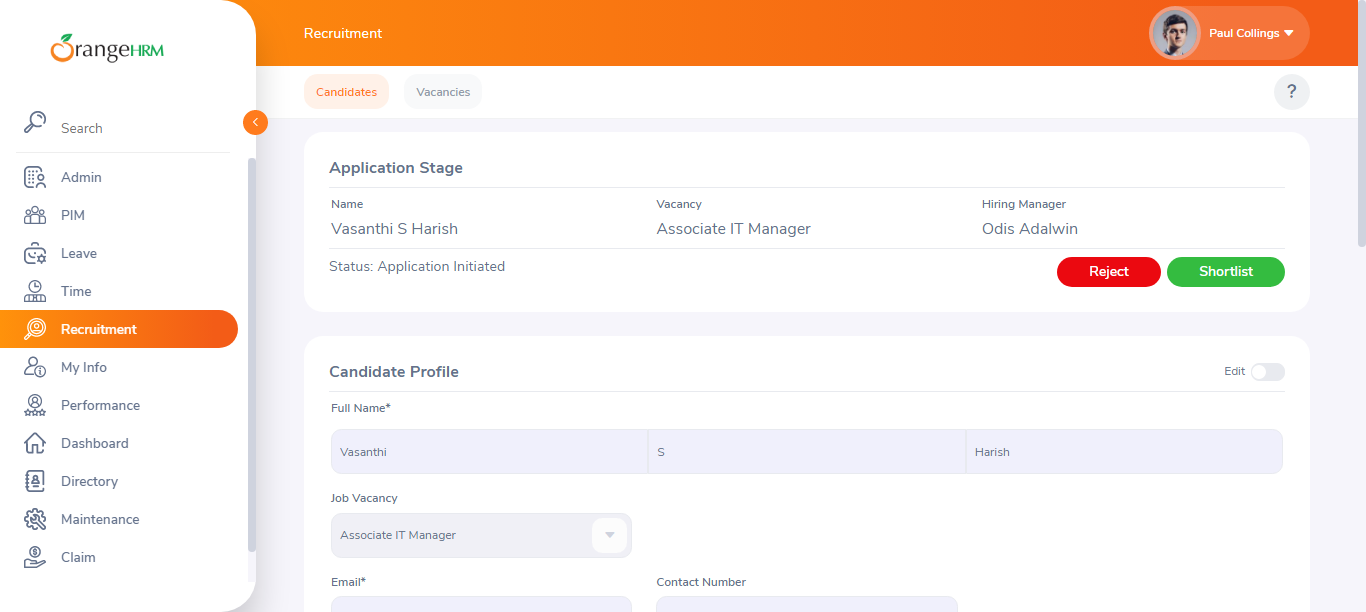 OrangeHRM
Recruitment
Paul Collings
Candidates
Vacancies
?
Search
Admin
PIM
Leave
Time
Recruitment
My Info
Performance
Dashboard
Directory
Maintenance
Claim
Application Stage
Name
Vacancy
Hiring Manager
Vasanthi S Harish
Associate IT Manager
Odis Adalwin
Status: Application Initiated
Reject
Shortlist
Candidate Profile
Edit
Full Name*
Vasanthi
S
Harish
Job Vacancy
Associate IT Manager
Email*
Contact Number